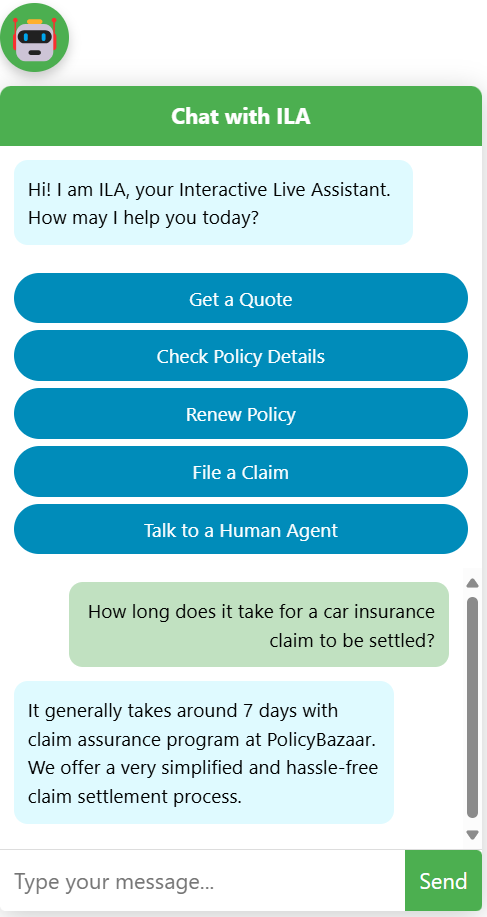 Chat with ILA
Hi! I am ILA, your Interactive Live Assistant.
How may I help you today?
Get a Quote
Check Policy Details
Renew Policy
File a Claim
Talk to a Human Agent
How long does it take for a car insurance
claim to be settled?
It generally takes around 7 days with
claim assurance program at PolicyBazaar.
We offer a very simplified and hassle-free
claim settlement process.
Type your message...
Send